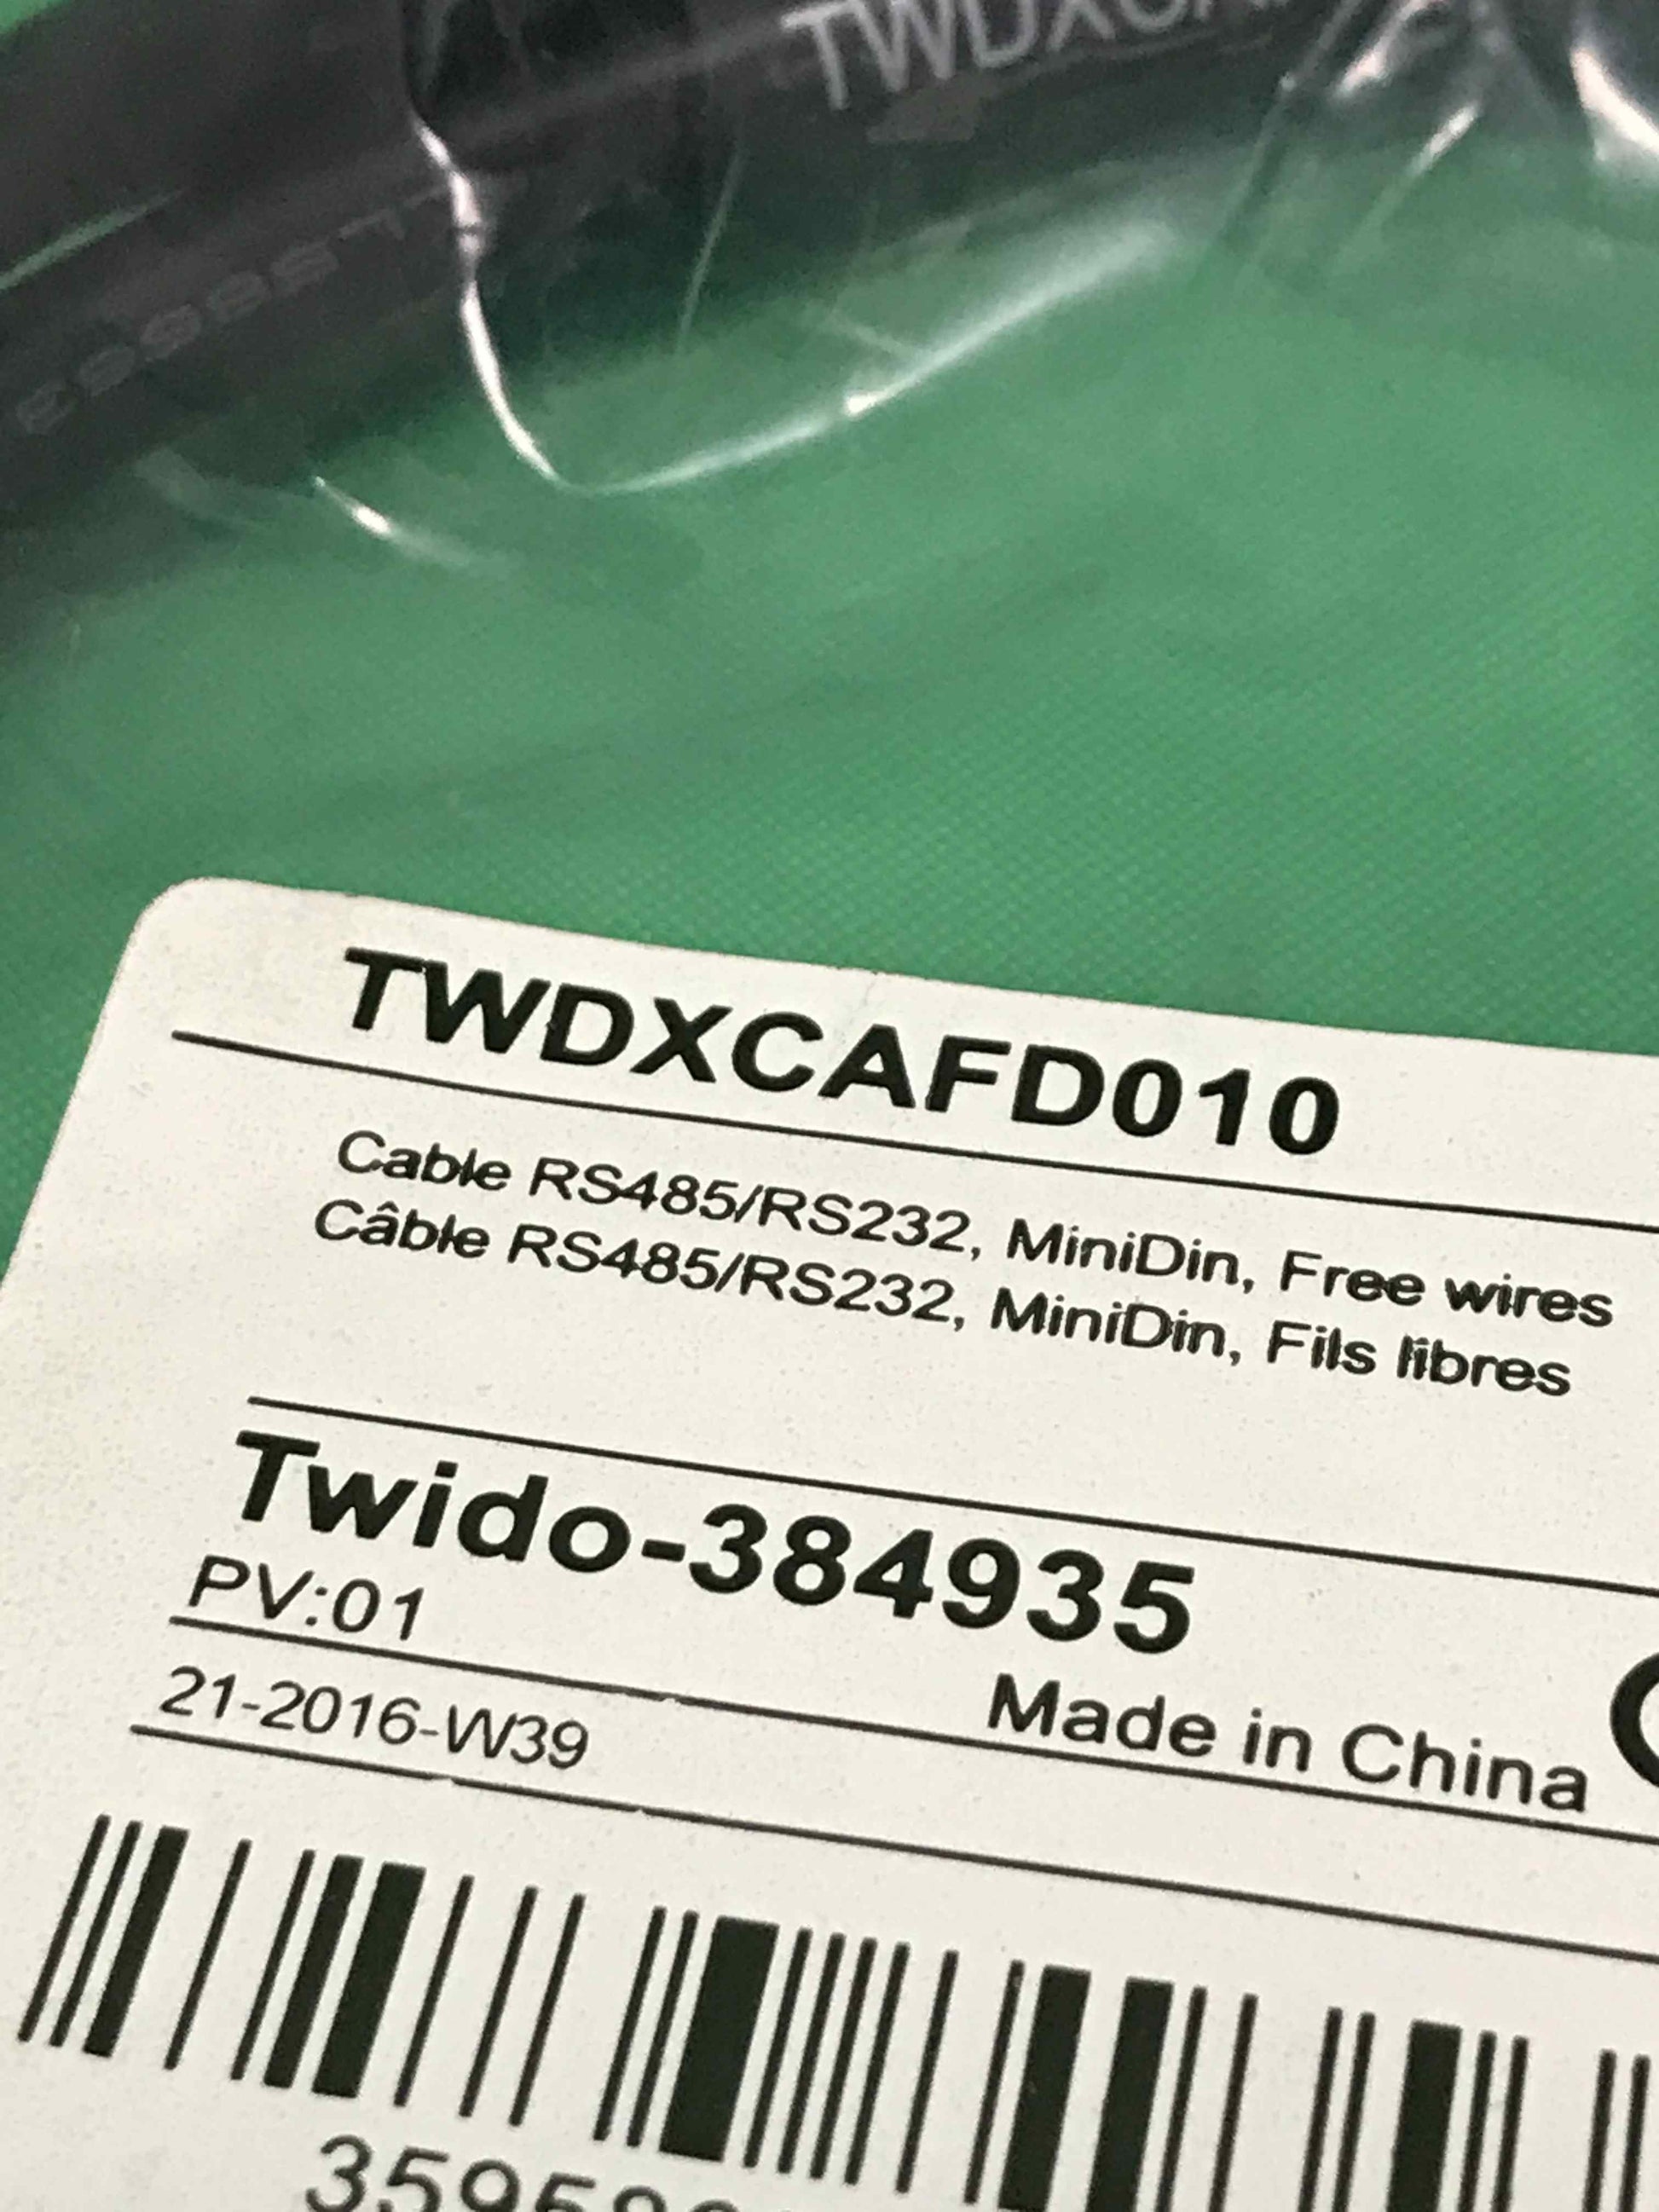 TWDXCAFD010
Cable RS485/RS232, MiniDin, Free wires
Câble RS485/RS232, MiniDin, Fils libres
Twido-384935
PV:01
Made in China
21-2016-W39